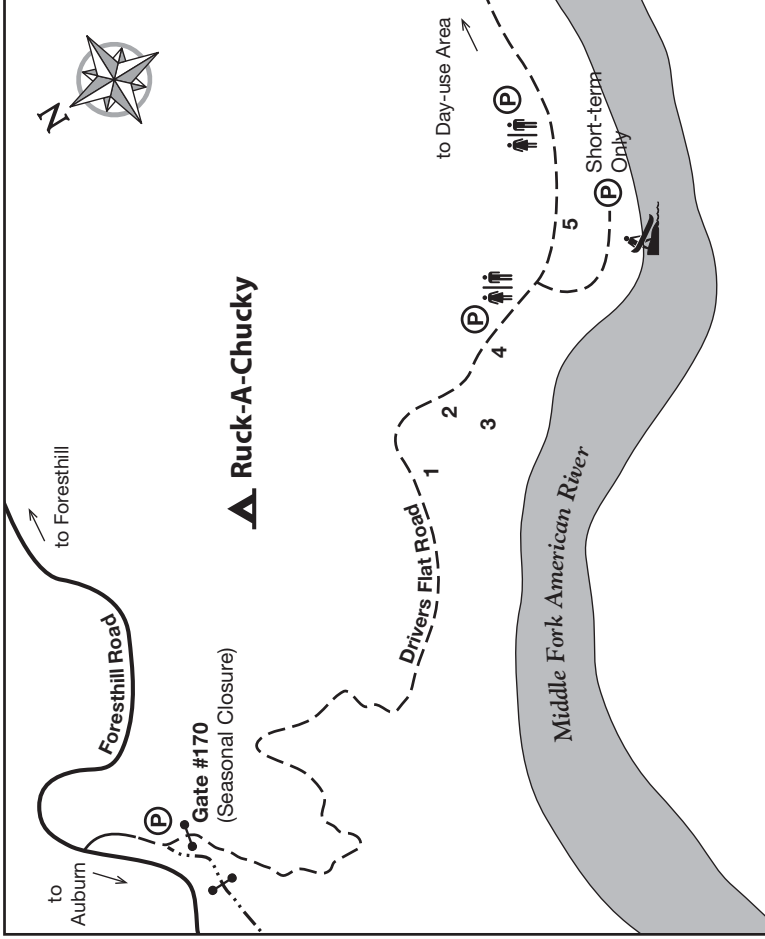 N
to Foresthill
Foresthill Road
to
Auburn
P
Gate #170
(Seasonal Closure)
Ruck-A-Chucky
Drivers Flat Road
1
2
3
4
P
5
to Day-use Area
P
P
Short-term
Only
Middle Fork American River